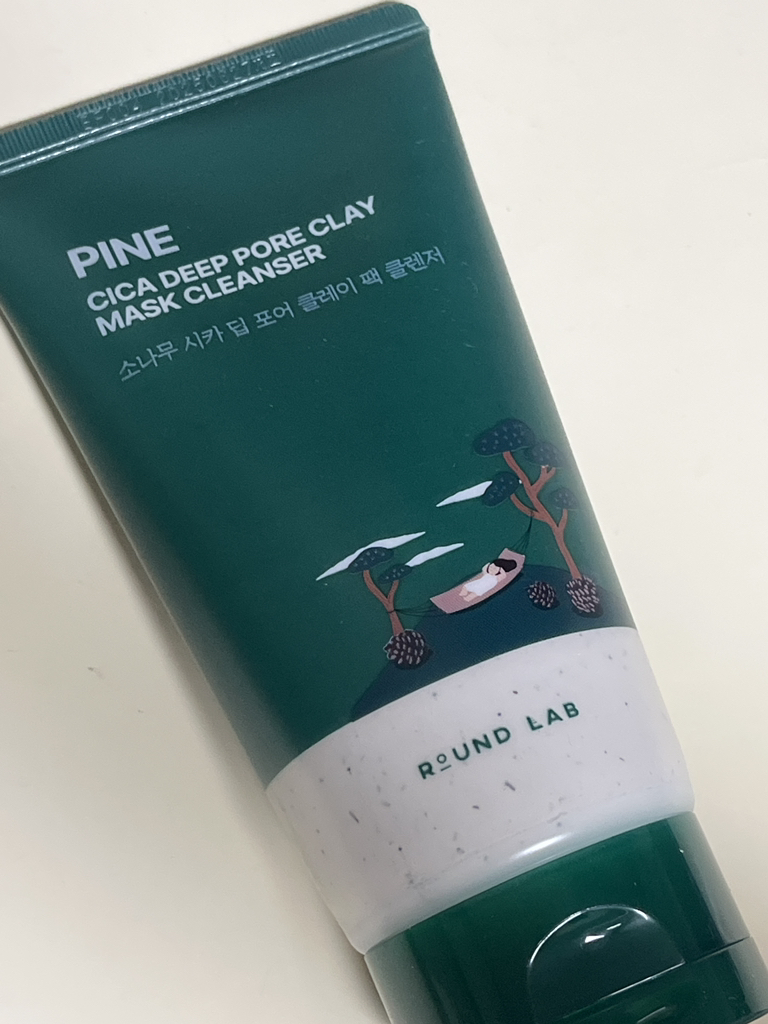 PINE
CICA DEEP PORE CLAY
MASK CLEANSER
소나무 시카 딥 포어 클레이 팩 클렌저
ROUND LAB